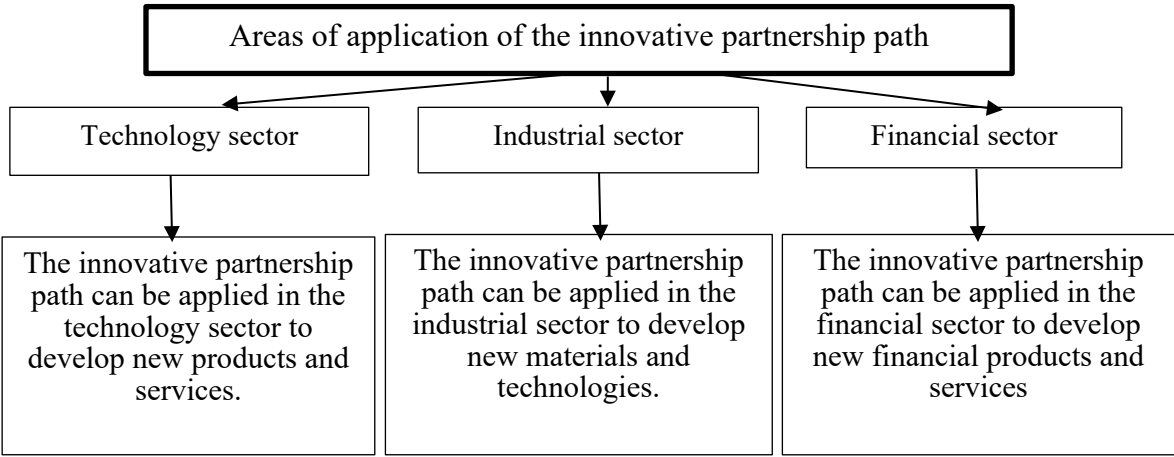 Areas of application of the innovative partnership path
Technology sector
Industrial sector
Financial sector
The innovative partnership
path can be applied in the
technology sector to
develop new products and
services.
The innovative partnership
path can be applied in the
industrial sector to develop
new materials and
technologies.
The innovative partnership
path can be applied in the
financial sector to develop
new financial products and
services